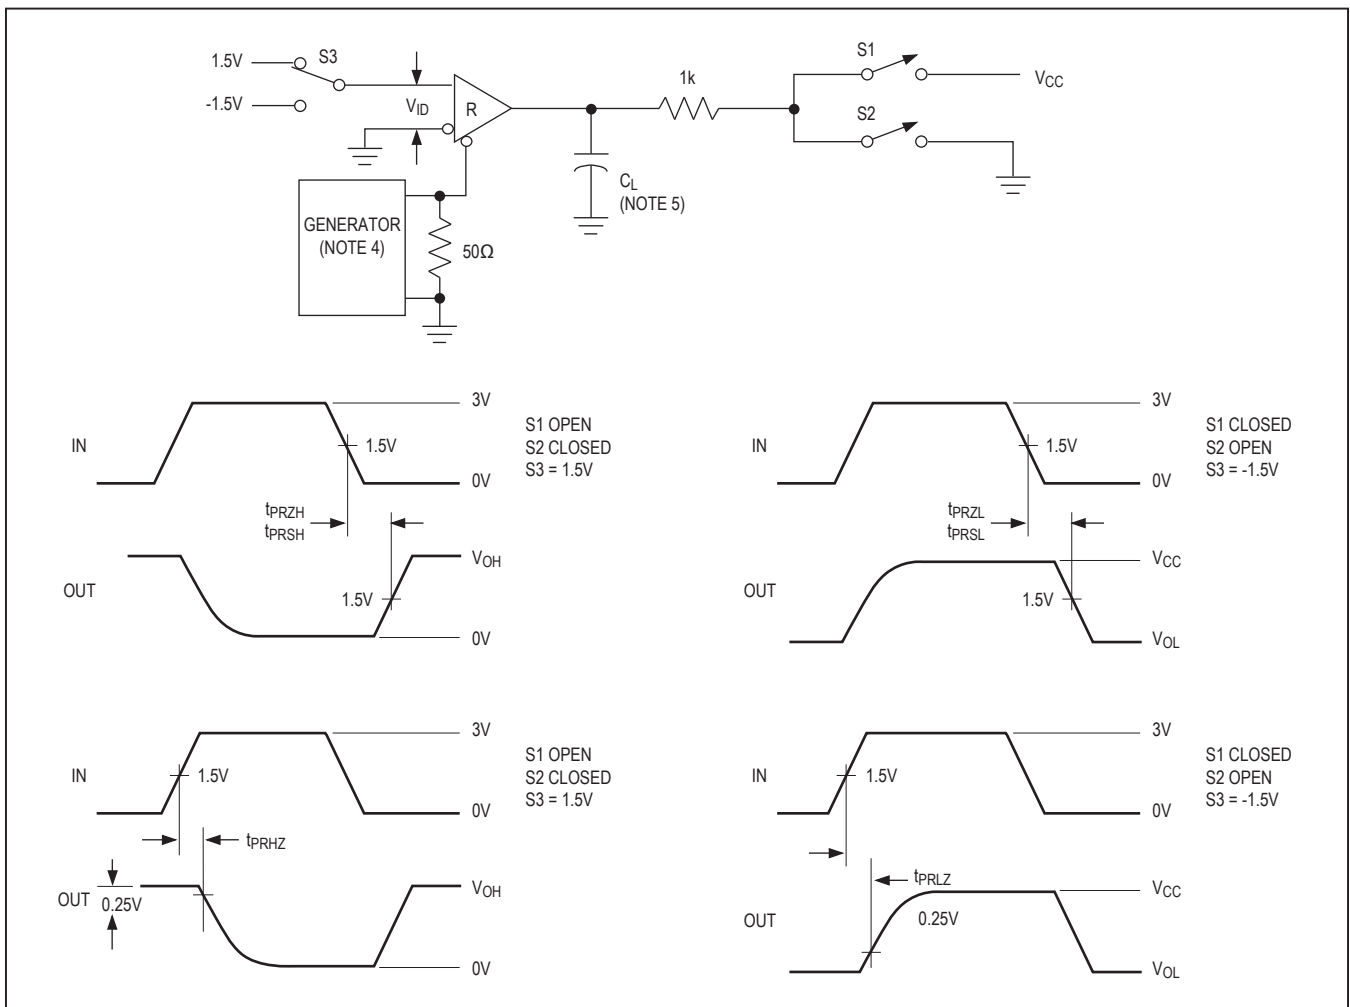 1.5V
S3
-1.5V
VID
R
1k
S1
VCC
S2
CL
(NOTE 5)
GENERATOR
(NOTE 4)
50Ω
IN
3V
1.5V
0V
S1 OPEN
S2 CLOSED
S3 = 1.5V
tPRZH
tPRSH
OUT
VOH
1.5V
0V
IN
3V
1.5V
0V
S1 CLOSED
S2 OPEN
S3 = -1.5V
tPRZL
tPRSL
OUT
VCC
1.5V
VOL
IN
3V
1.5V
0V
S1 OPEN
S2 CLOSED
S3 = 1.5V
tPRHZ
OUT
0.25V
VOH
0V
IN
3V
1.5V
0V
S1 CLOSED
S2 OPEN
S3 = -1.5V
tPRLZ
OUT
0.25V
VCC
VOL